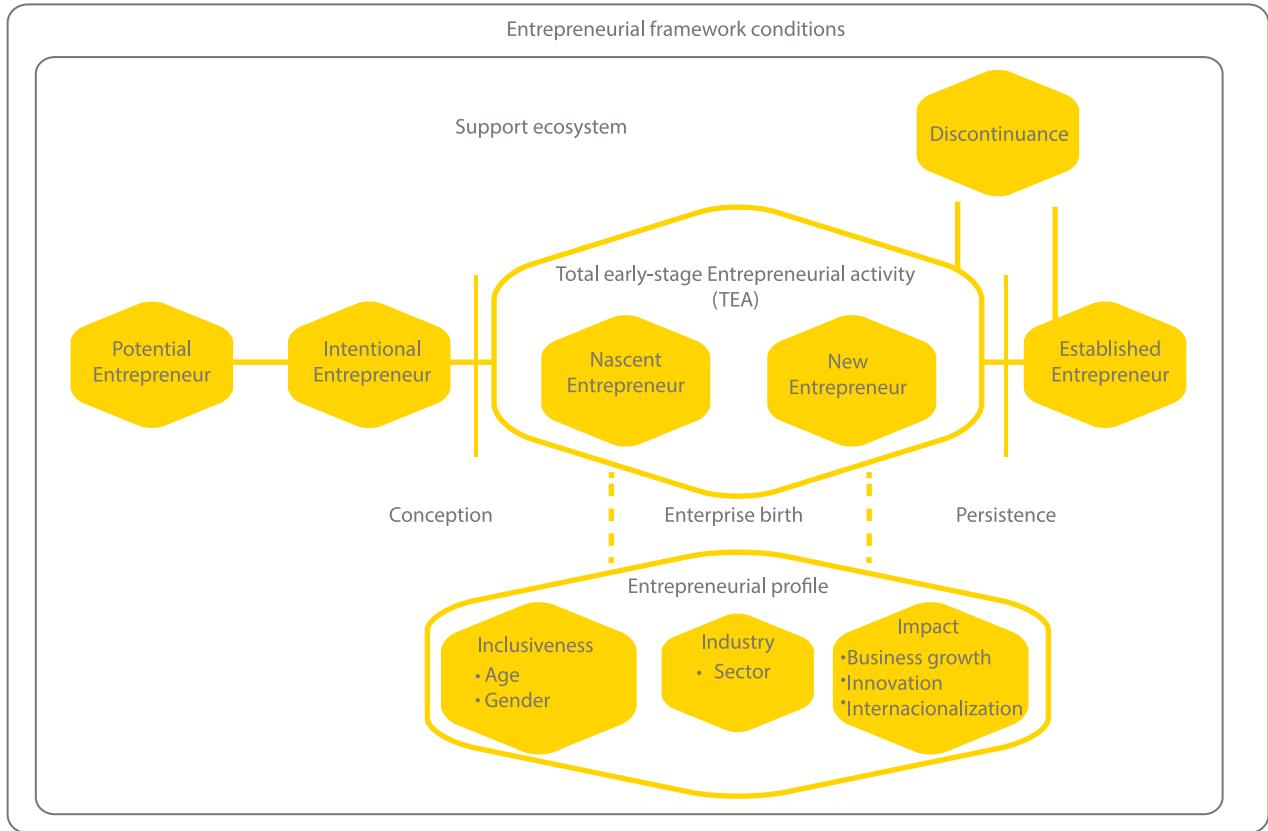 Entrepreneurial framework conditions
Support ecosystem
Discontinuance
Total early-stage Entrepreneurial activity
(TEA)
Potential
Entrepreneur
Intentional
Entrepreneur
Nascent
Entrepreneur
New
Entrepreneur
Established
Entrepreneur
Conception
Enterprise birth
Persistence
Entrepreneurial profile
Inclusiveness
• Age
• Gender
Industry
• Sector
Impact
•Business growth
•Innovation
•Internacionalization